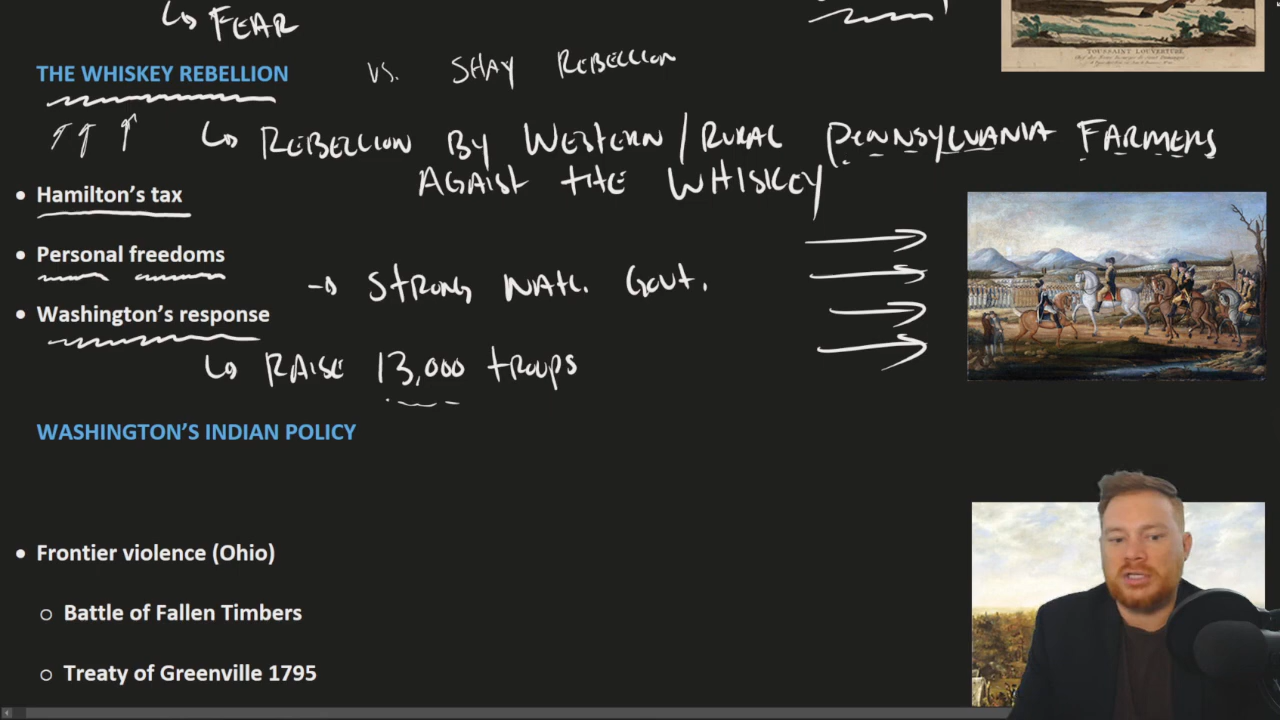 ↳ FEAR
TOUSSAINT LOUVERTURE.
THE WHISKEY REBELLION vs. SHAY REBELLION
↑↑ ↑ ↳ REBELLION BY WESTERN/RURAL PENNSYLVANIA FARMERS
AGAIST THE WHISKEY
• Hamilton's tax
• Personal freedoms
→ STRONG NATL. GOVT.
• Washington's response
↳ RAISE 13,000 troups
WASHINGTON'S INDIAN POLICY
• Frontier violence (Ohio)
o Battle of Fallen Timbers
o Treaty of Greenville 1795